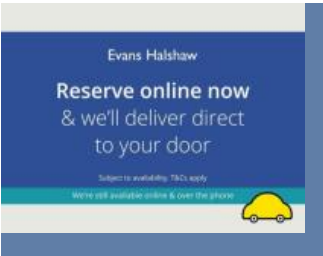 Evans Halshaw
Reserve online now
& we'll deliver direct
to your door
Subject to availability. T&Cs apply
We're still available online & over the phone